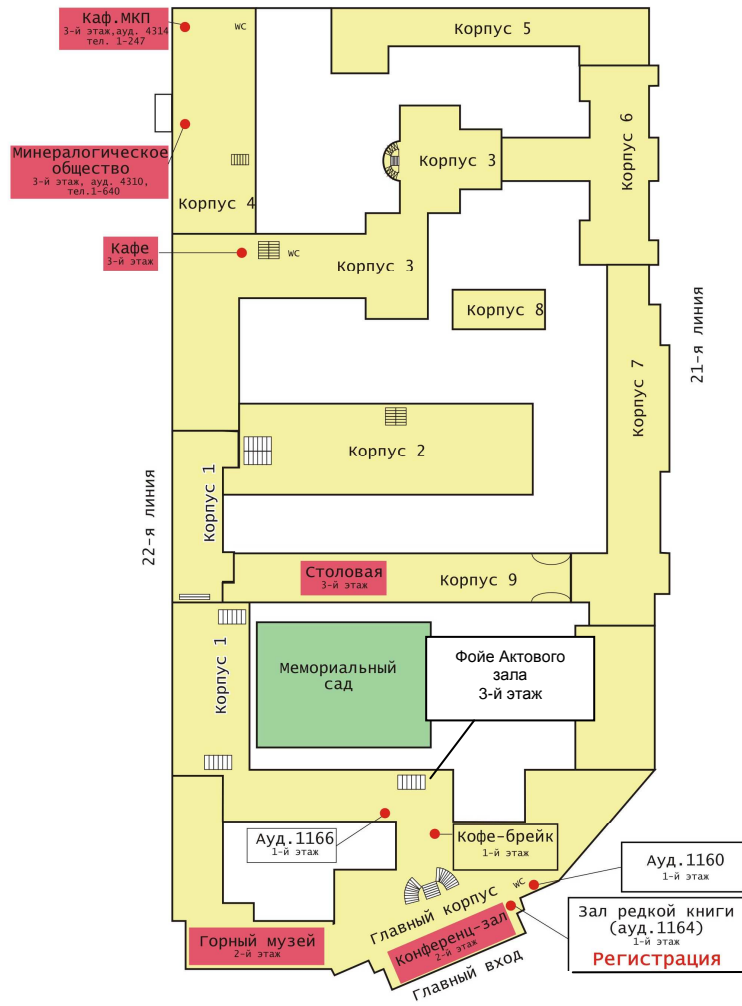 Каф.МКП
3-й этаж,ауд. 4314
тел. 1-247
WC
Корпус 5
Минералогическое
общество
3-й этаж, ауд. 4310,
тел.1-640
Корпус 4
Корпус 3
Корпус 6
Кафе
3-й этаж
WC
Корпус 3
Корпус 8
Корпус 7
21-я линия
Корпус 2
Корпус 1
22-я линия
Столовая
3-й этаж
Корпус 9
Корпус 1
Мемориальный
сад
Фойе Актового
зала
3-й этаж
Ауд.1166
1-й этаж
Кофе-брейк
1-й этаж
Ауд.1160
1-й этаж
WC
Главный корпус
Зал редкой книги
(ауд.1164)
1-й этаж
Регистрация
Горный музей
2-й этаж
Конференц-зал
2-й этаж
Главный вход